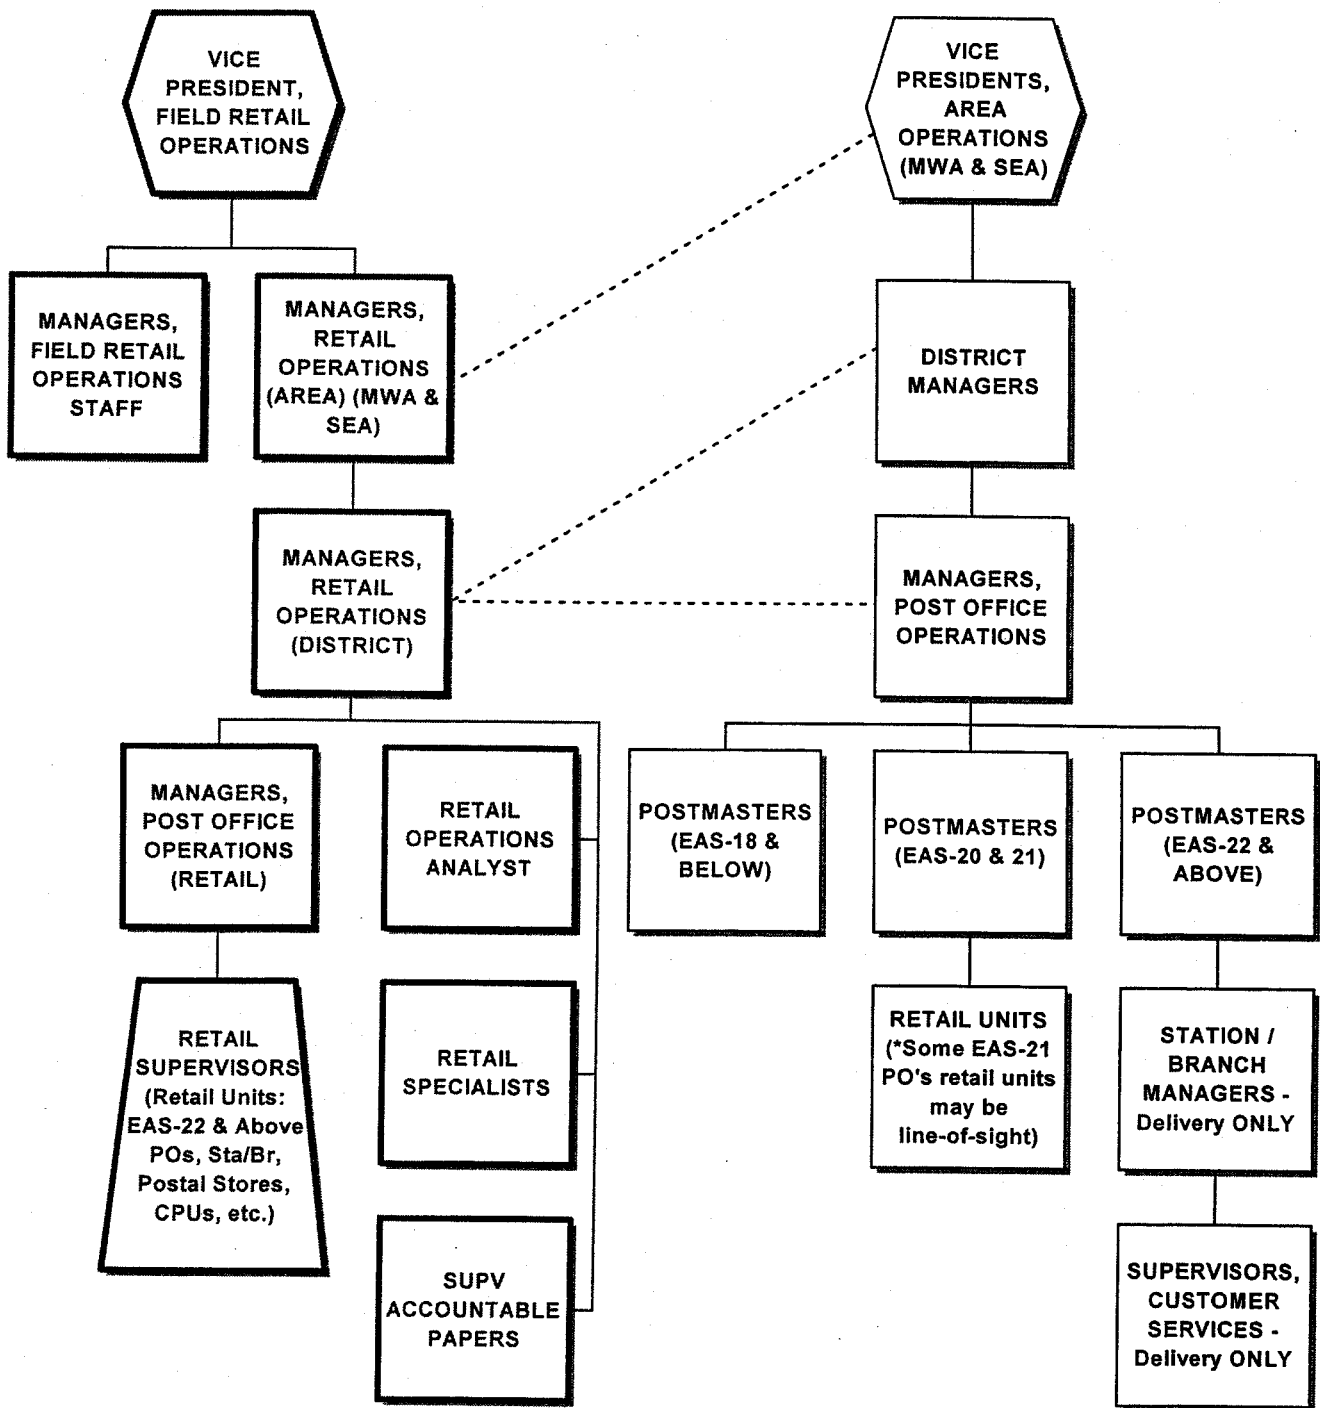 VICE
PRESIDENT,
FIELD RETAIL
OPERATIONS
VICE
PRESIDENTS,
AREA
OPERATIONS
(MWA & SEA)
MANAGERS,
FIELD RETAIL
OPERATIONS
STAFF
MANAGERS,
RETAIL
OPERATIONS
(AREA) (MWA &
SEA)
DISTRICT
MANAGERS
MANAGERS,
RETAIL
OPERATIONS
(DISTRICT)
MANAGERS,
POST OFFICE
OPERATIONS
MANAGERS,
POST OFFICE
OPERATIONS
(RETAIL)
RETAIL
OPERATIONS
ANALYST
POSTMASTERS
(EAS-18 &
BELOW)
POSTMASTERS
(EAS-20 & 21)
POSTMASTERS
(EAS-22 &
ABOVE)
RETAIL
SUPERVISORS
(Retail Units:
EAS-22 & Above
POs, Sta/Br,
Postal Stores,
CPUs, etc.)
RETAIL
SPECIALISTS
RETAIL UNITS
(*Some EAS-21
PO's retail units
may be
line-of-sight)
STATION /
BRANCH
MANAGERS -
Delivery ONLY
SUPV
ACCOUNTABLE
PAPERS
SUPERVISORS,
CUSTOMER
SERVICES -
Delivery ONLY